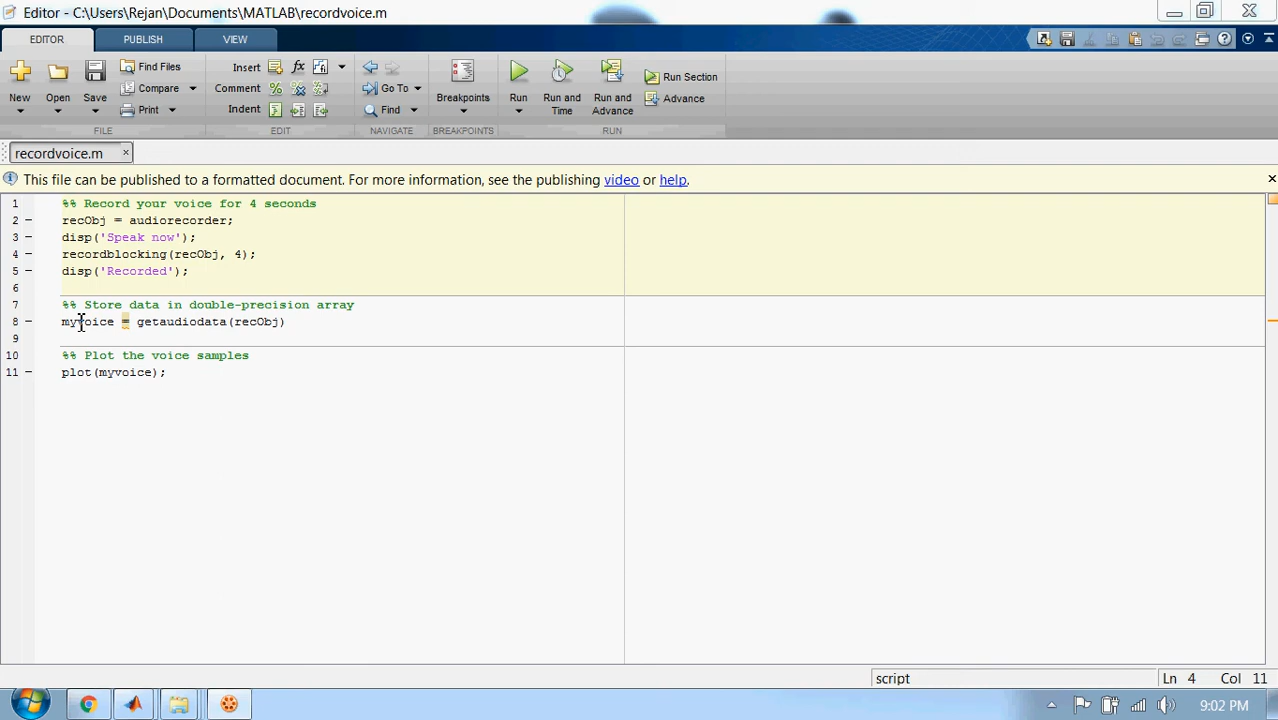 Editor - C:\Users\Rejan\Documents\MATLAB\recordvoice.m
EDITOR PUBLISH VIEW
New Open Save Find Files Compare Print
Insert Comment Indent
Go To Find
Breakpoints
Run Run and Time Run and Advance Run Section Advance
FILE EDIT NAVIGATE BREAKPOINTS RUN
recordvoice.m ×
This file can be published to a formatted document. For more information, see the publishing video or help.
1 %% Record your voice for 4 seconds
2 – recObj = audiorecorder;
3 – disp('Speak now');
4 – recordblocking(recObj, 4);
5 – disp('Recorded');
6
7 %% Store data in double-precision array
8 – myvoice = getaudiodata(recObj)
9
10 %% Plot the voice samples
11 – plot(myvoice);
script Ln 4 Col 11
9:02 PM